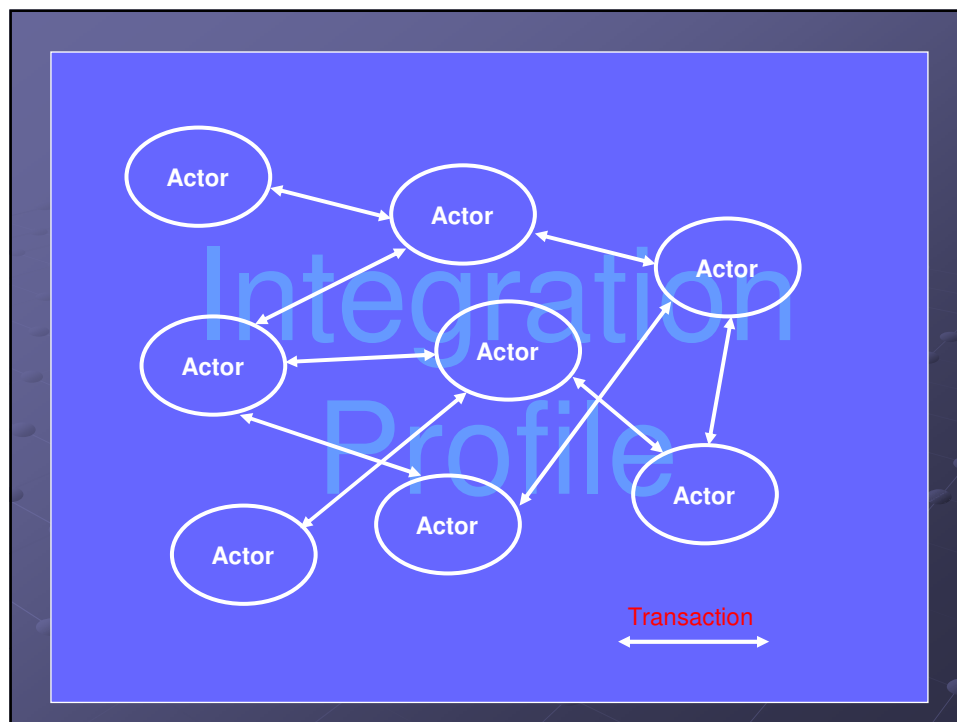 Actor
Actor
Actor
Integration
Actor
Actor
Profile
Actor
Actor
Actor
Transaction